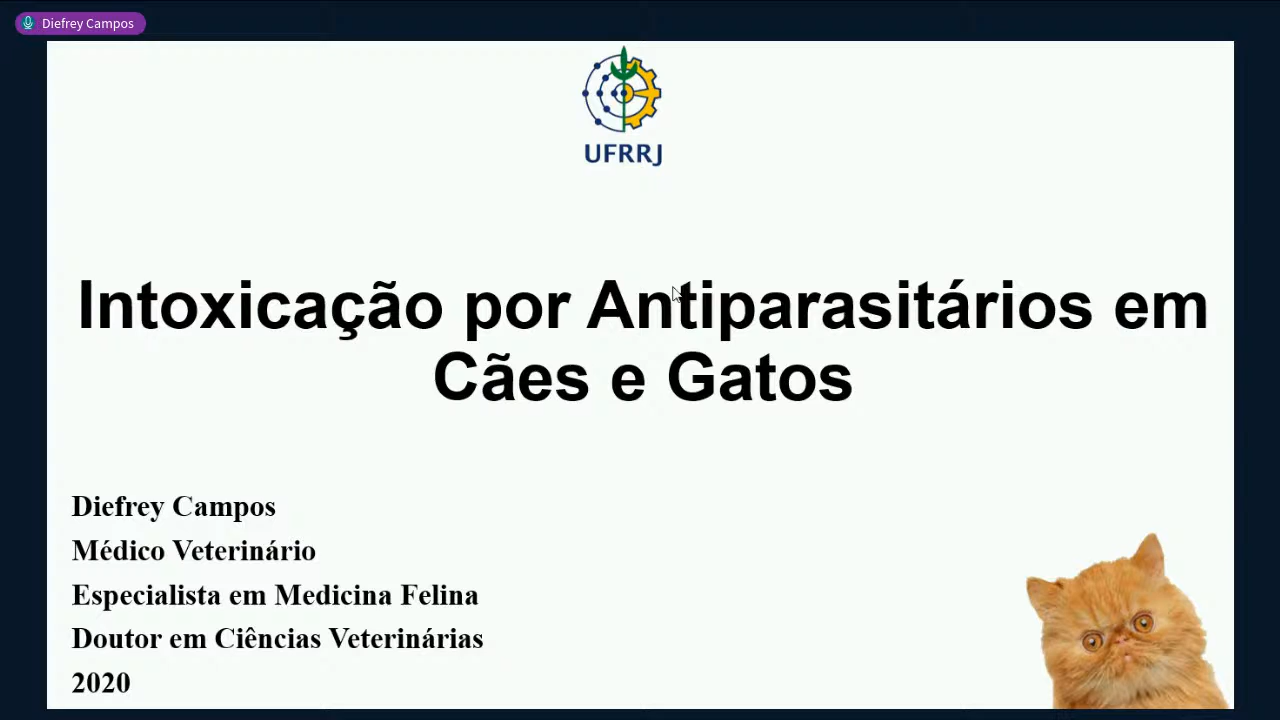 Diefrey Campos
UFRRJ
Intoxicação por Antiparasitários em
Cães e Gatos
Diefrey Campos
Médico Veterinário
Especialista em Medicina Felina
Doutor em Ciências Veterinárias
2020